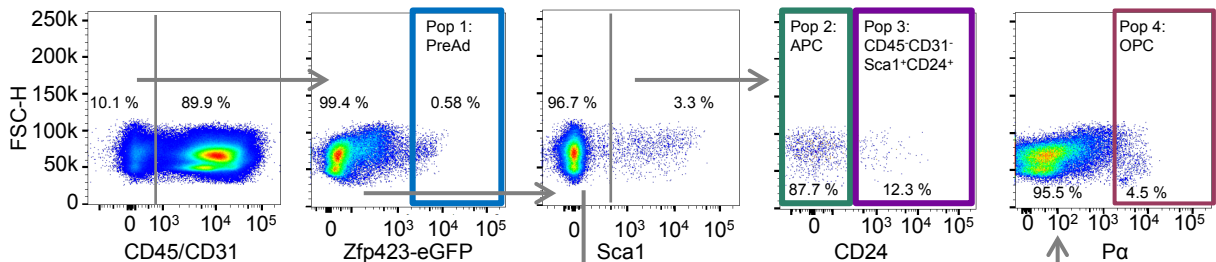 FSC-H
250k
200k
150k
100k
50k
0
10.1 %
89.9 %
0 10³ 10⁴ 10⁵
CD45/CD31
Pop 1:
PreAd
99.4 %
0.58 %
0 10³ 10⁴ 10⁵
Zfp423-eGFP
96.7 %
3.3 %
0 10³ 10⁴ 10⁵
Sca1
Pop 2:
APC
87.7 %
Pop 3:
CD45⁻CD31⁻
Sca1⁺CD24⁺
12.3 %
0 10³ 10⁴ 10⁵
CD24
Pop 4:
OPC
95.5 %
4.5 %
0 10² 10³ 10⁴ 10⁵
Pα